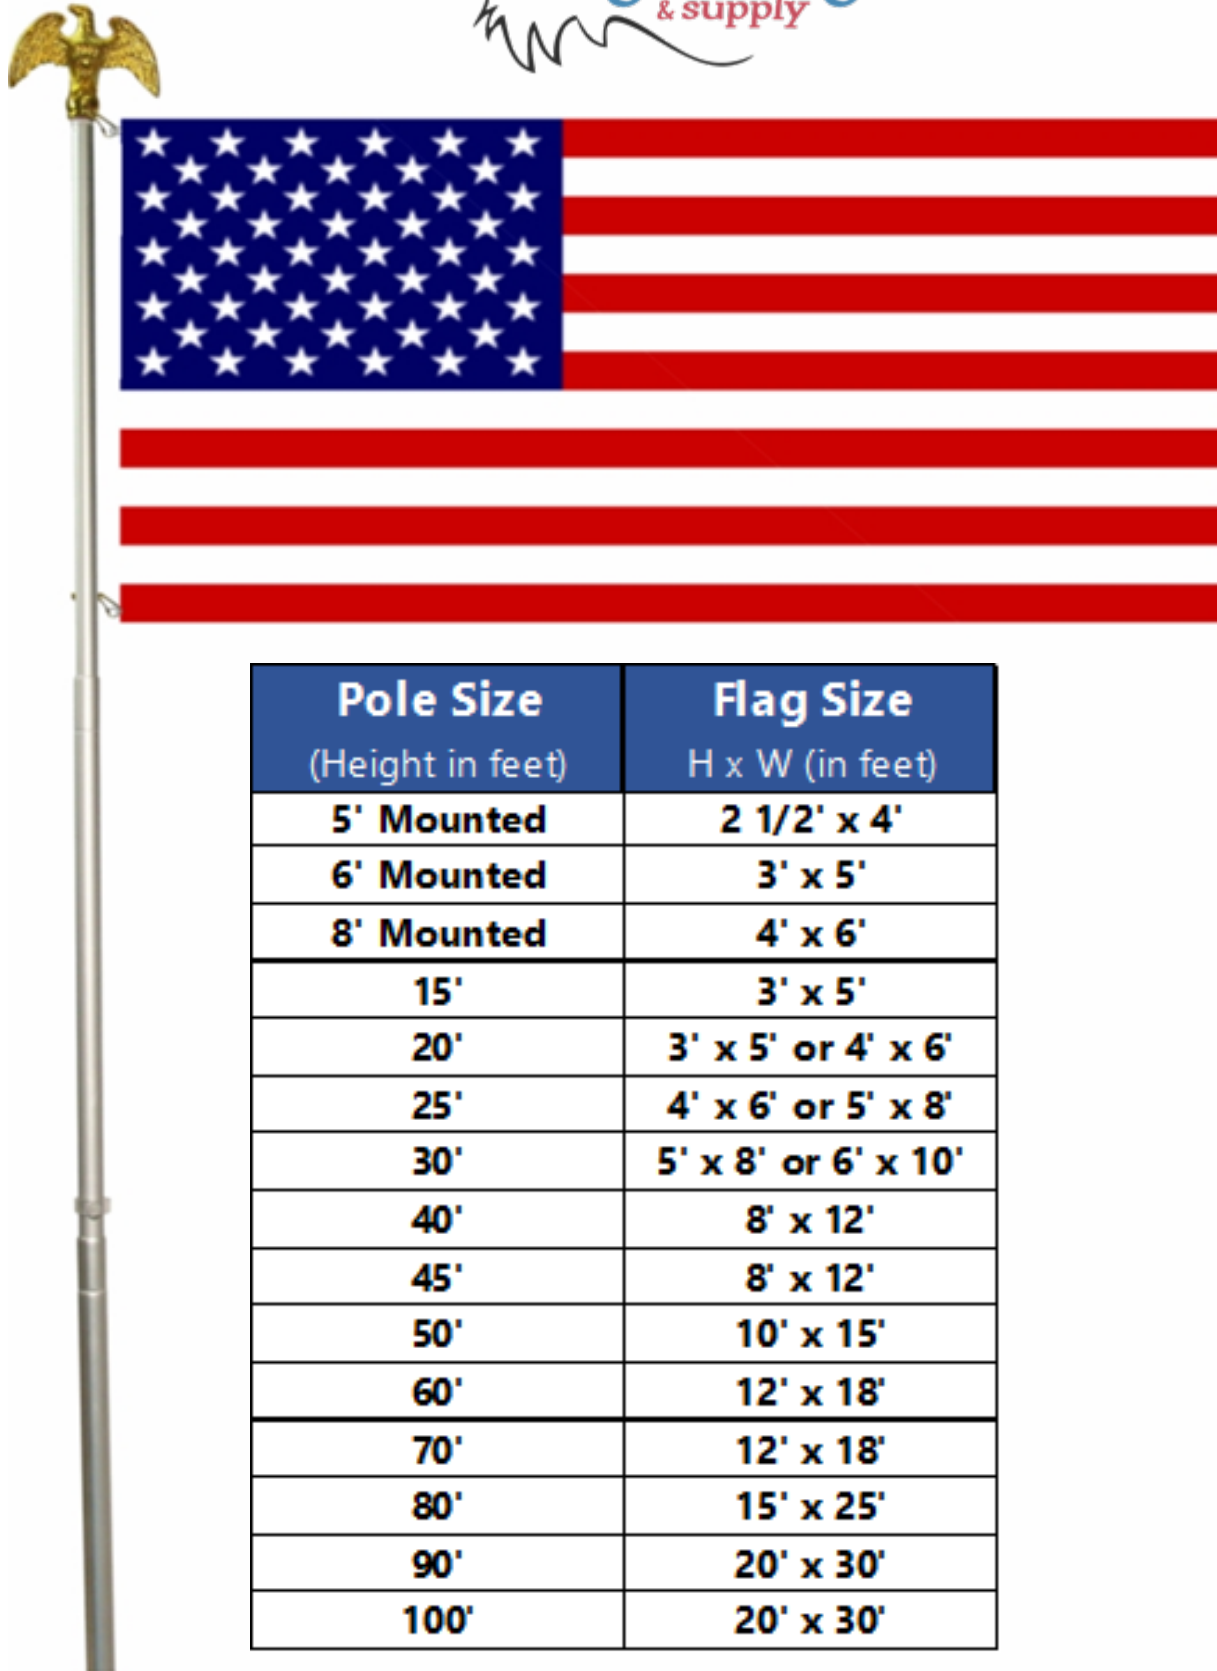 & supply
Pole Size Flag Size
(Height in feet) H x W (in feet)
5' Mounted 2 1/2' x 4'
6' Mounted 3' x 5'
8' Mounted 4' x 6'
15' 3' x 5'
20' 3' x 5' or 4' x 6'
25' 4' x 6' or 5' x 8'
30' 5' x 8' or 6' x 10'
40' 8' x 12'
45' 8' x 12'
50' 10' x 15'
60' 12' x 18'
70' 12' x 18'
80' 15' x 25'
90' 20' x 30'
100' 20' x 30'